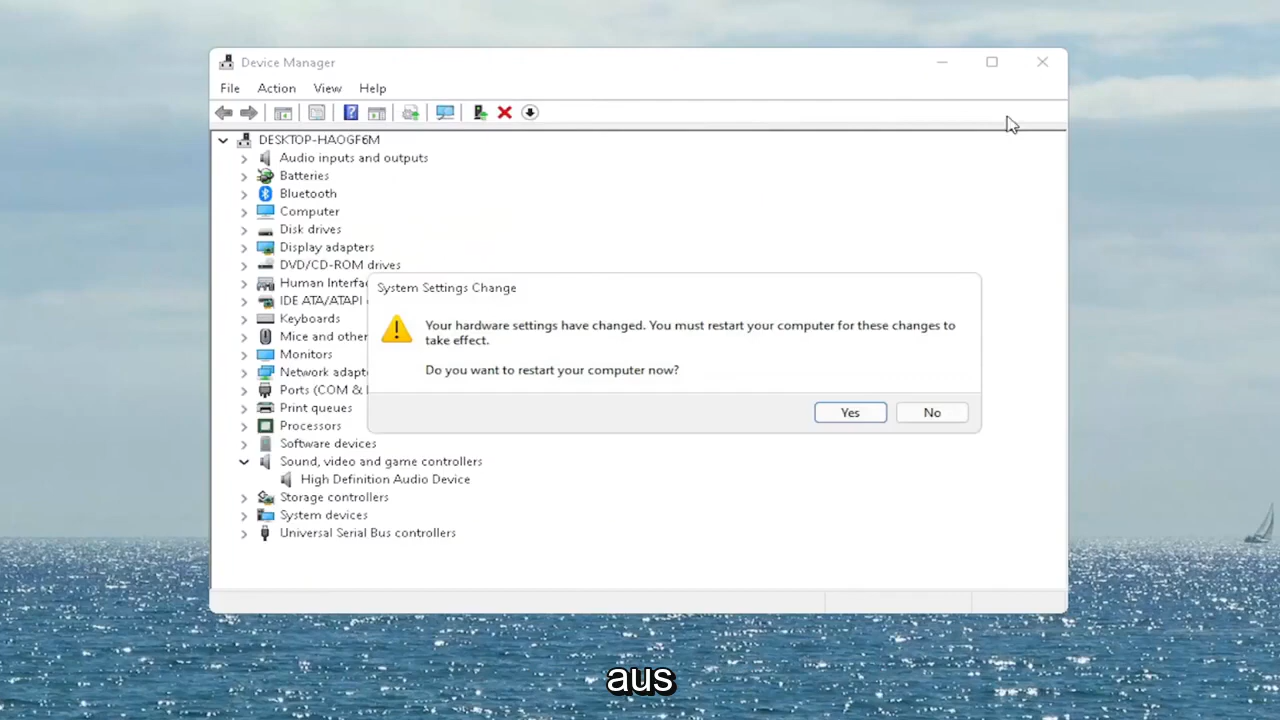 Device Manager
File Action View Help
DESKTOP-HAOGF6M
Audio inputs and outputs
Batteries
Bluetooth
Computer
Disk drives
Display adapters
DVD/CD-ROM drives
Human Interfa
IDE ATA/ATAPI
Keyboards
Mice and other
Monitors
Network adapt
Ports (COM &
Print queues
Processors
Software devices
Sound, video and game controllers
High Definition Audio Device
Storage controllers
System devices
Universal Serial Bus controllers
System Settings Change
Your hardware settings have changed. You must restart your computer for these changes to
take effect.
Do you want to restart your computer now?
Yes No
aus